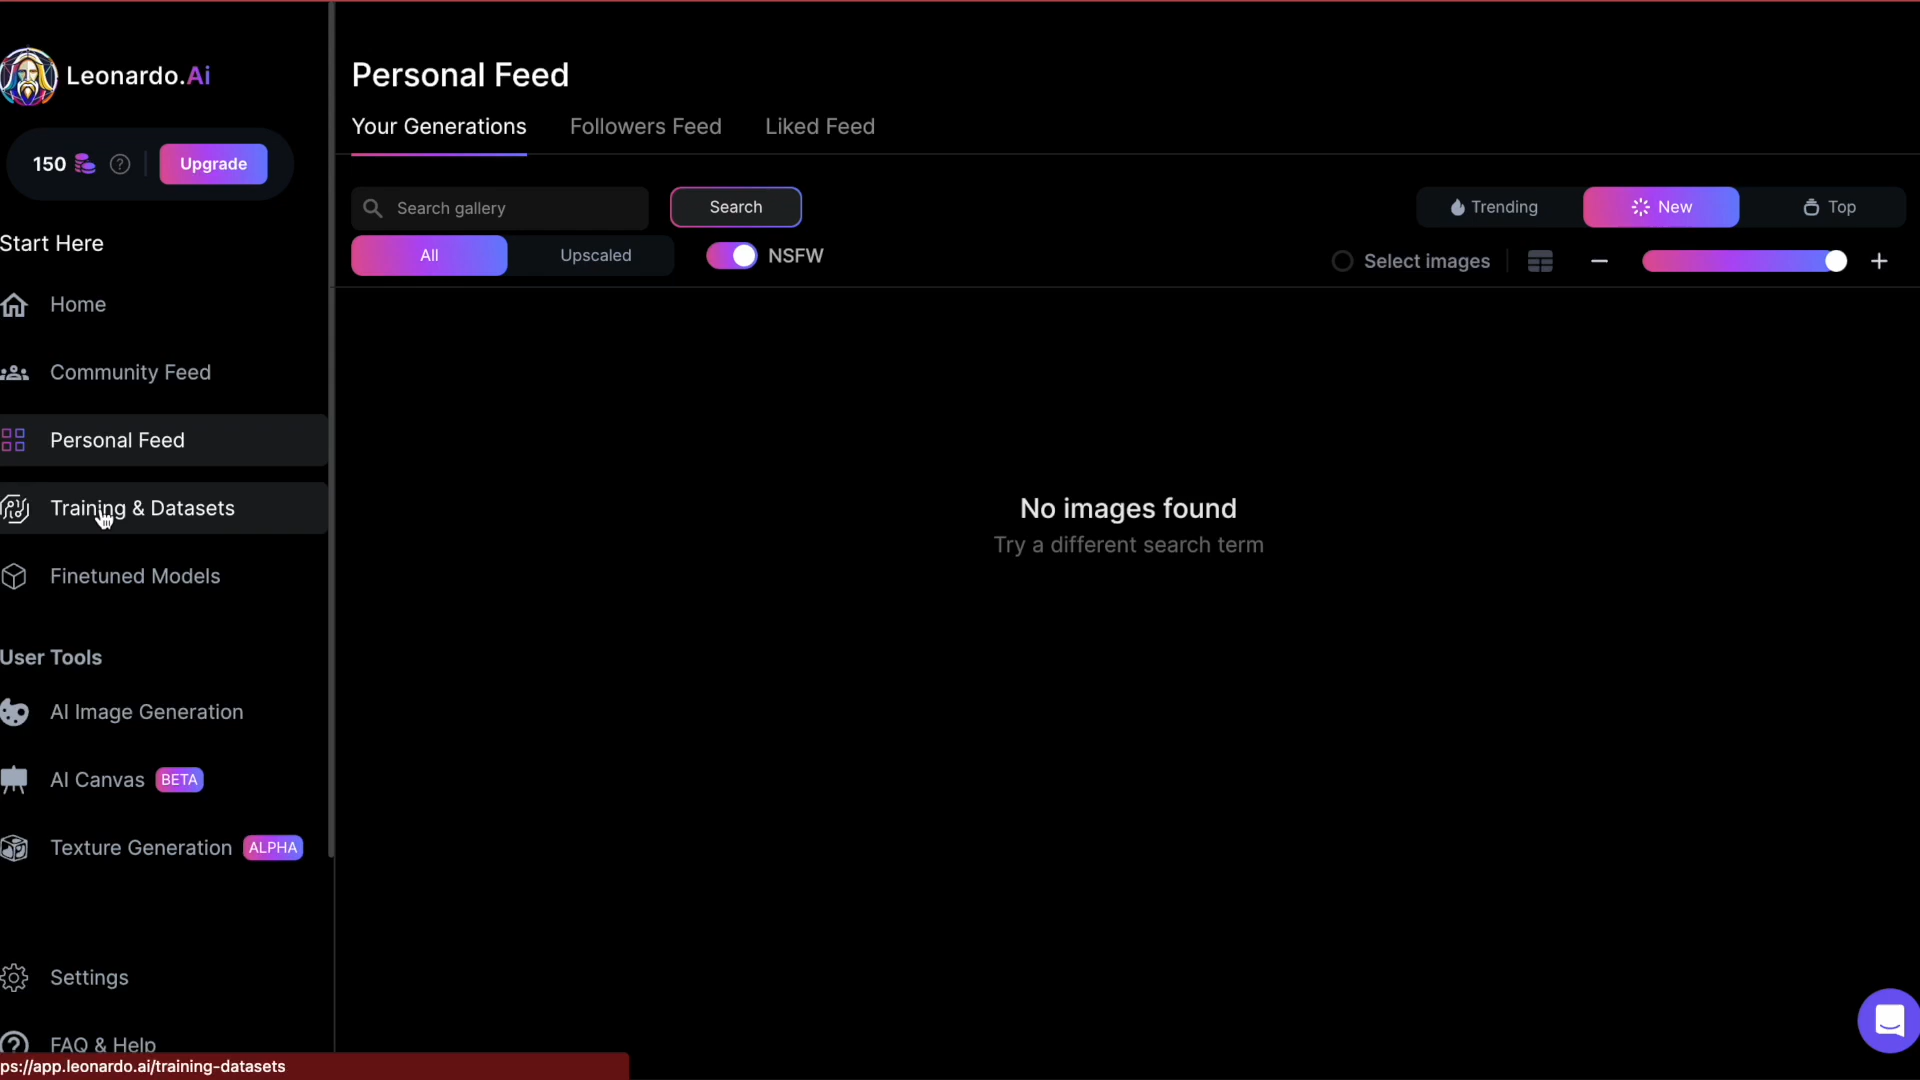 Leonardo.Ai
150
Upgrade
Start Here
Home
Community Feed
Personal Feed
Training & Datasets
Finetuned Models
User Tools
AI Image Generation
AI Canvas BETA
Texture Generation ALPHA
Settings
FAQ & Help
ps://app.leonardo.ai/training-datasets
Personal Feed
Your Generations Followers Feed Liked Feed
Search gallery Search Trending New Top
All Upscaled NSFW Select images
No images found
Try a different search term